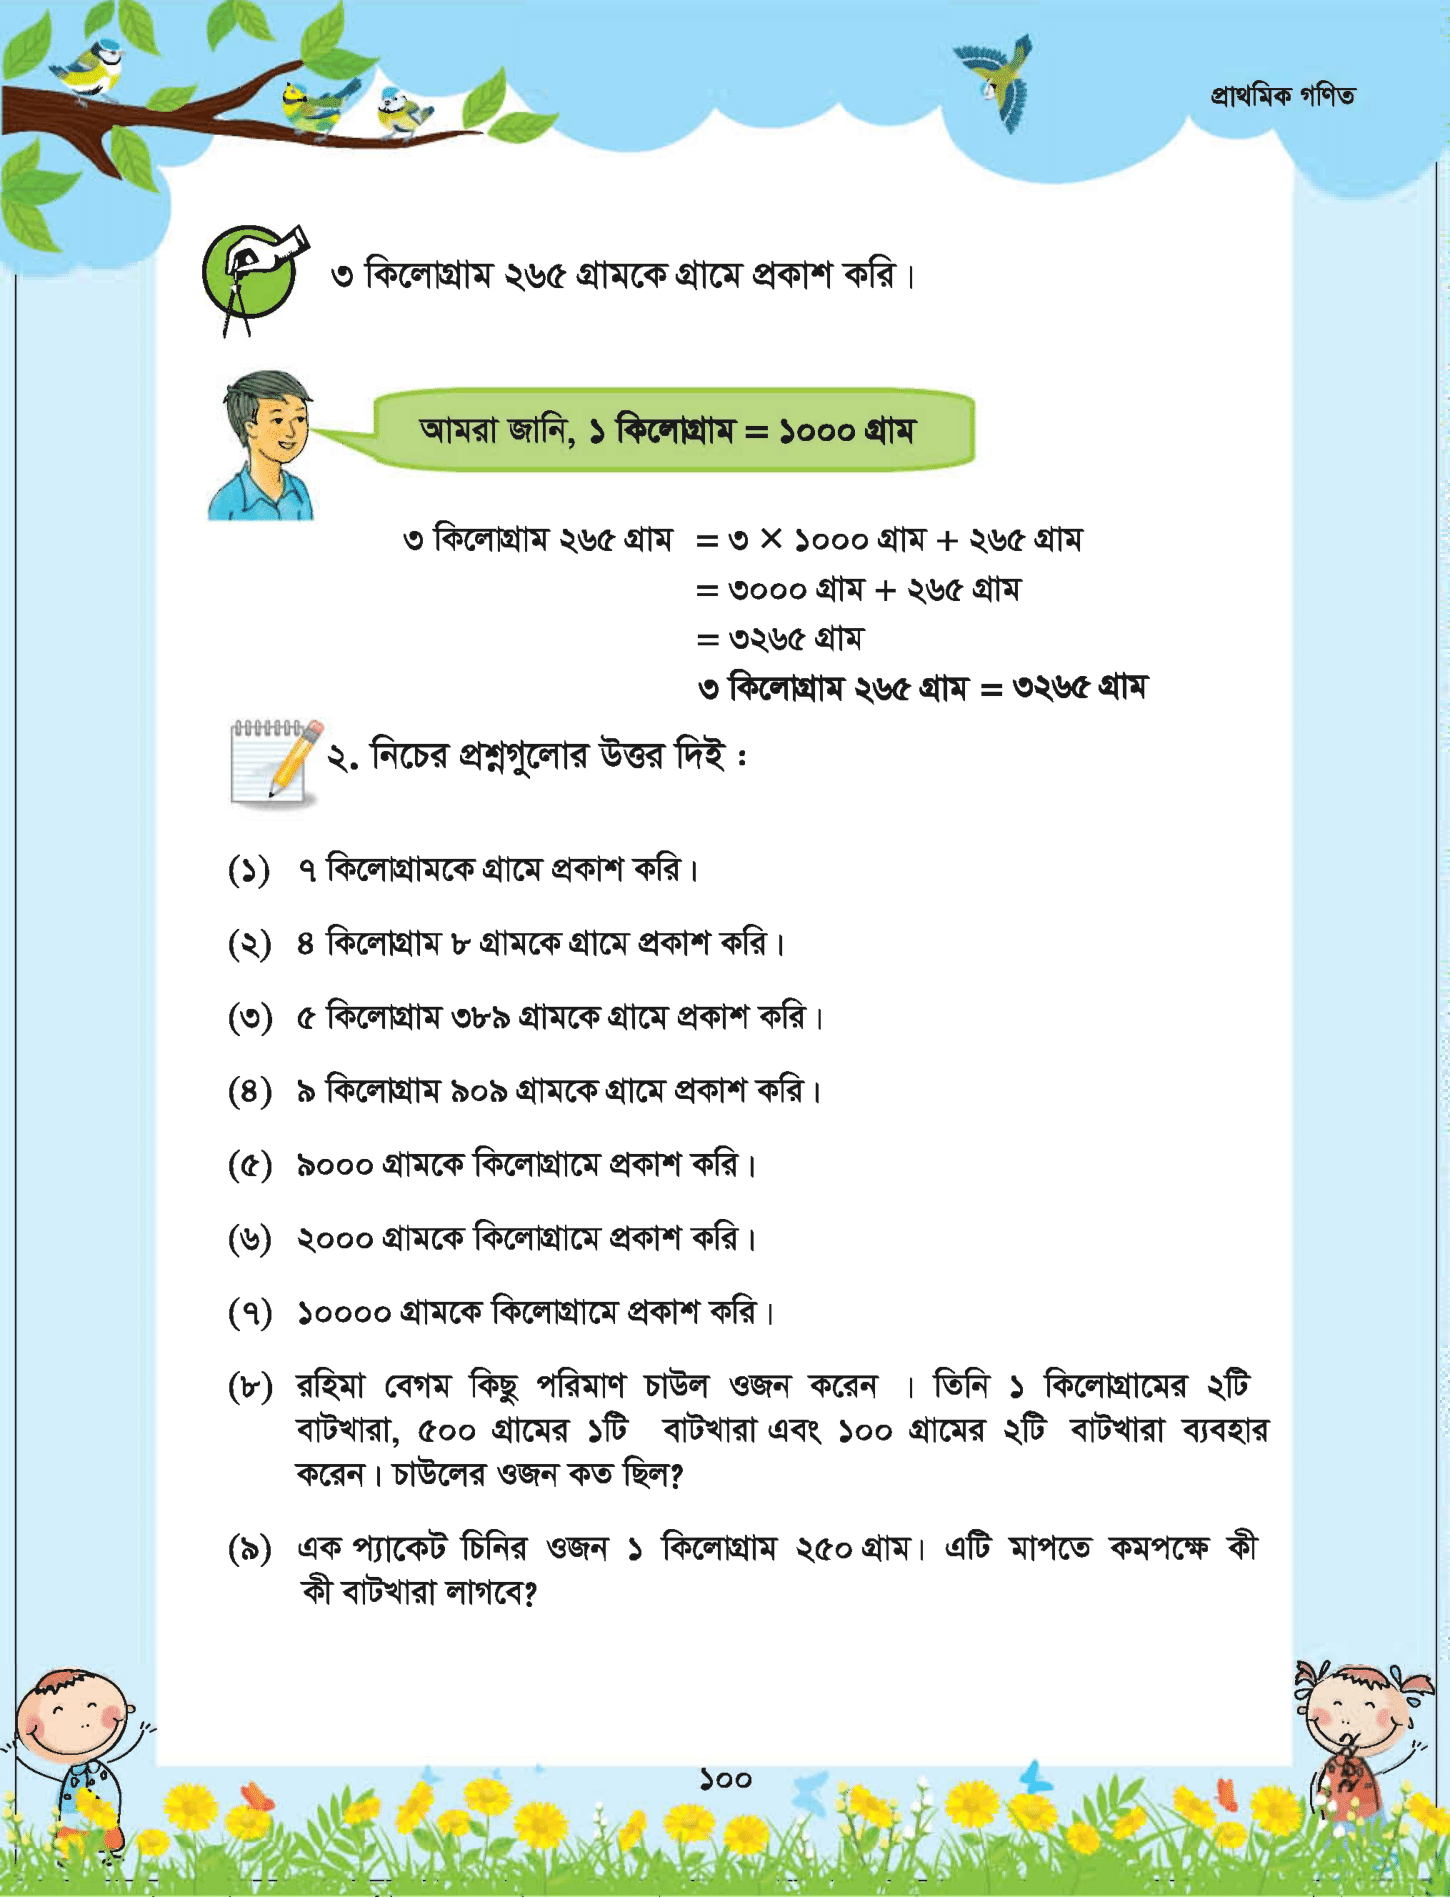 প্রাথমিক গণিত
৩ কিলোগ্রাম ২৬৫ গ্রামকে গ্রামে প্রকাশ করি।
আমরা জানি, ১ কিলোগ্রাম = ১০০০ গ্রাম
৩ কিলোগ্রাম ২৬৫ গ্রাম = ৩ × ১০০০ গ্রাম + ২৬৫ গ্রাম
= ৩০০০ গ্রাম + ২৬৫ গ্রাম
= ৩২৬৫ গ্রাম
৩ কিলোগ্রাম ২৬৫ গ্রাম = ৩২৬৫ গ্রাম
২. নিচের প্রশ্নগুলোর উত্তর দিই :
(১) ৭ কিলোগ্রামকে গ্রামে প্রকাশ করি।
(২) ৪ কিলোগ্রাম ৮ গ্রামকে গ্রামে প্রকাশ করি।
(৩) ৫ কিলোগ্রাম ৩৮৯ গ্রামকে গ্রামে প্রকাশ করি।
(৪) ৯ কিলোগ্রাম ৯০৯ গ্রামকে গ্রামে প্রকাশ করি।
(৫) ৯০০০ গ্রামকে কিলোগ্রামে প্রকাশ করি।
(৬) ২০০০ গ্রামকে কিলোগ্রামে প্রকাশ করি।
(৭) ১০০০০ গ্রামকে কিলোগ্রামে প্রকাশ করি।
(৮) রহিমা বেগম কিছু পরিমাণ চাউল ওজন করেন । তিনি ১ কিলোগ্রামের ২টি
বাটখারা, ৫০০ গ্রামের ১টি বাটখারা এবং ১০০ গ্রামের ২টি বাটখারা ব্যবহার
করেন। চাউলের ওজন কত ছিল?
(৯) এক প্যাকেট চিনির ওজন ১ কিলোগ্রাম ২৫০ গ্রাম। এটি মাপতে কমপক্ষে কী
কী বাটখারা লাগবে?
১০০